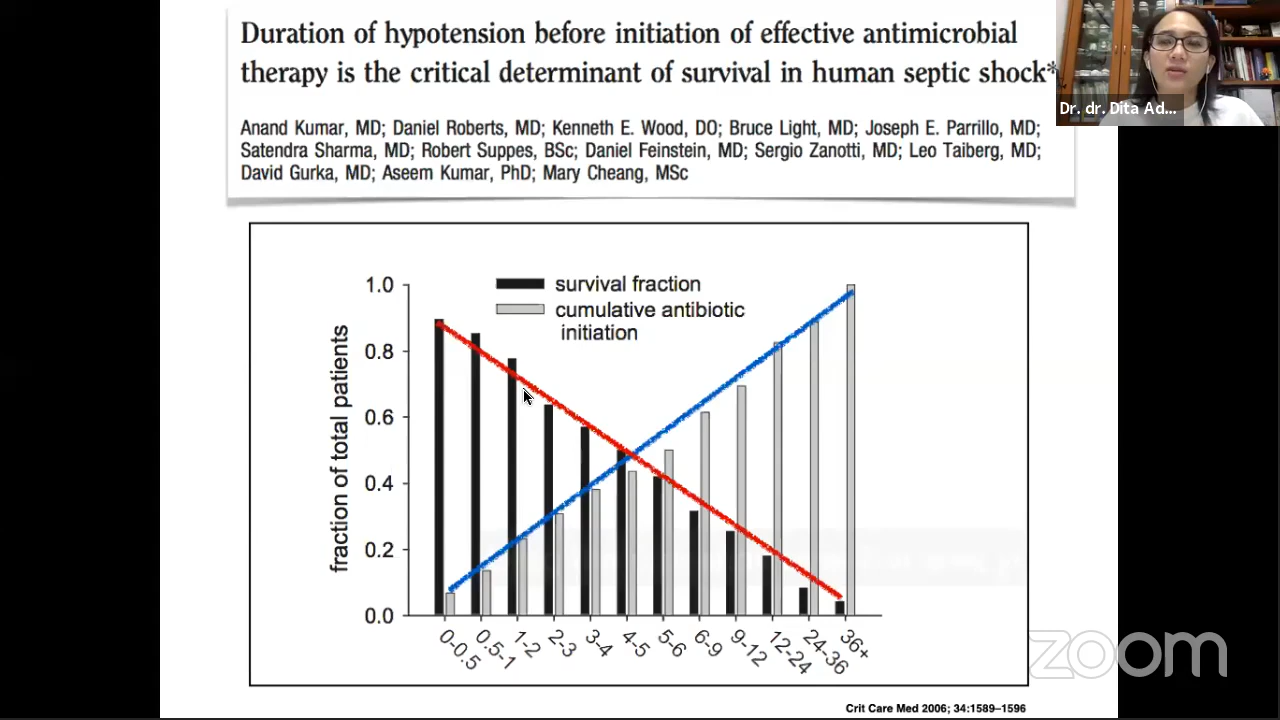 Duration of hypotension before initiation of effective antimicrobial
therapy is the critical determinant of survival in human septic shock*
Anand Kumar, MD; Daniel Roberts, MD; Kenneth E. Wood, DO; Bruce Light, MD; Joseph E. Parrillo, MD;
Satendra Sharma, MD; Robert Suppes, BSc; Daniel Feinstein, MD; Sergio Zanotti, MD; Leo Taiberg, MD;
David Gurka, MD; Aseem Kumar, PhD; Mary Cheang, MSc
Dr. dr. Dita Ad...
survival fraction
cumulative antibiotic
initiation
fraction of total patients
1.0
0.8
0.6
0.4
0.2
0.0
0-0.5
0.5-1
1-2
2-3
3-4
4-5
5-6
6-9
9-12
12-24
24-36
36+
zoom
Crit Care Med 2006; 34:1589–1596